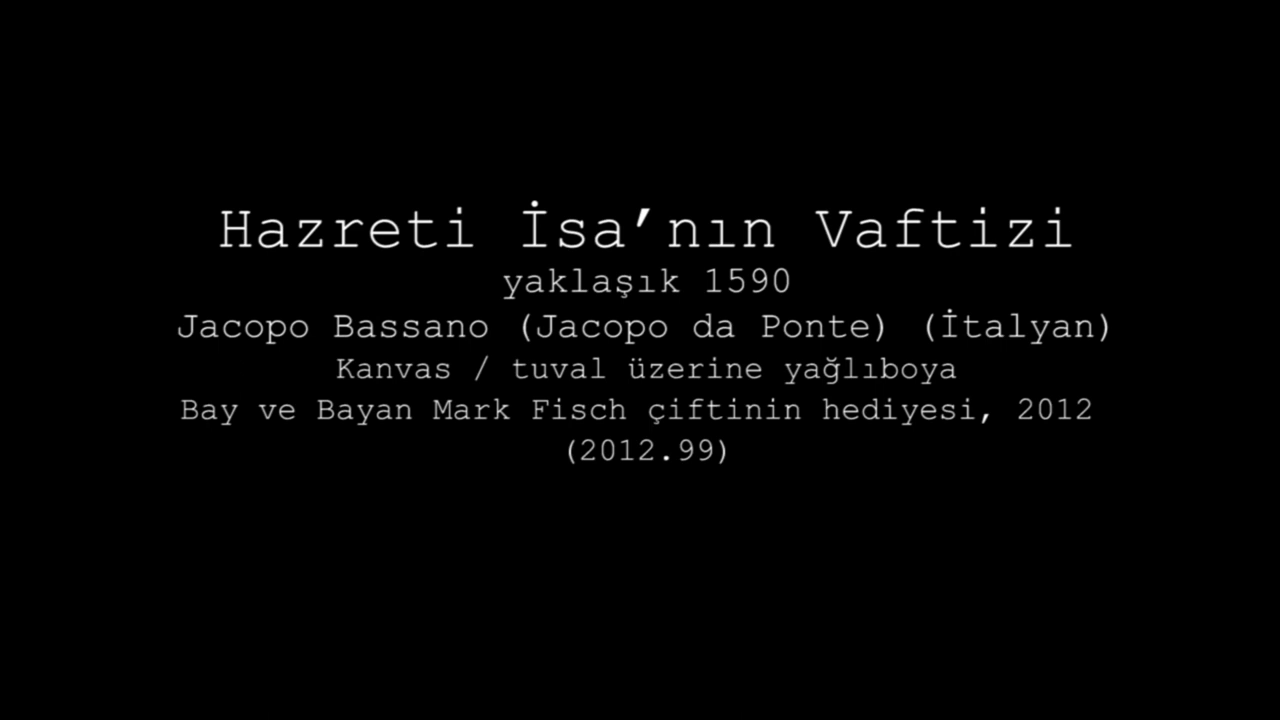 Hazreti İsa’nın Vaftizi
yaklaşık 1590
Jacopo Bassano (Jacopo da Ponte) (İtalyan)
Kanvas / tuval üzerine yağlıboya
Bay ve Bayan Mark Fisch çiftinin hediyesi, 2012
(2012.99)